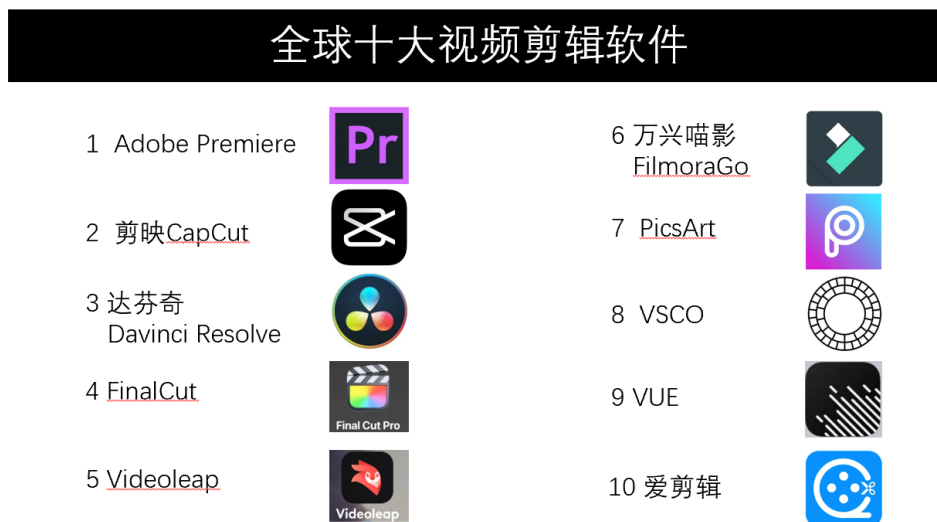 全球十大视频剪辑软件
1 Adobe Premiere
Pr
2 剪映CapCut
3 达芬奇
Davinci Resolve
4 FinalCut
Final Cut Pro
5 Videoleap
Videoleap
6 万兴喵影
FilmoraGo
7 PicsArt
8 VSCO
9 VUE
10 爱剪辑